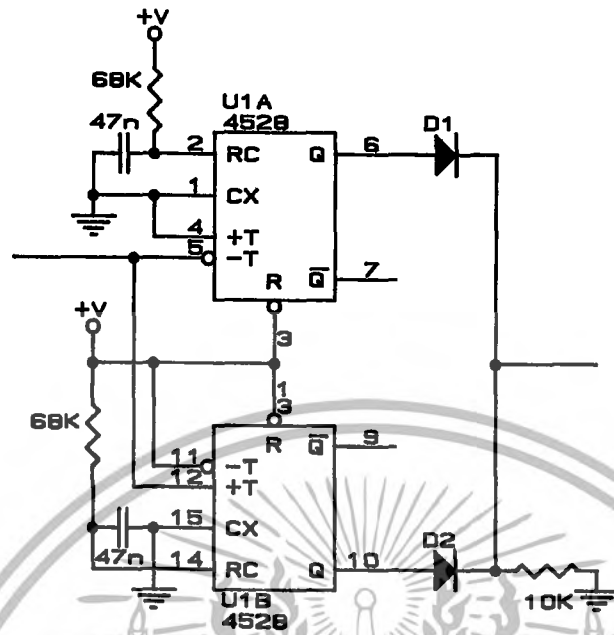 +V
68K
47n
U1A
4528
D1
2 RC Q 6
1 CX
4 +T
5 -T
R Q 7
3
+V
68K
1
3
R Q 9
11 -T
12 +T
15 CX
47n
14 RC Q 10
D2
10K
U1B
4528